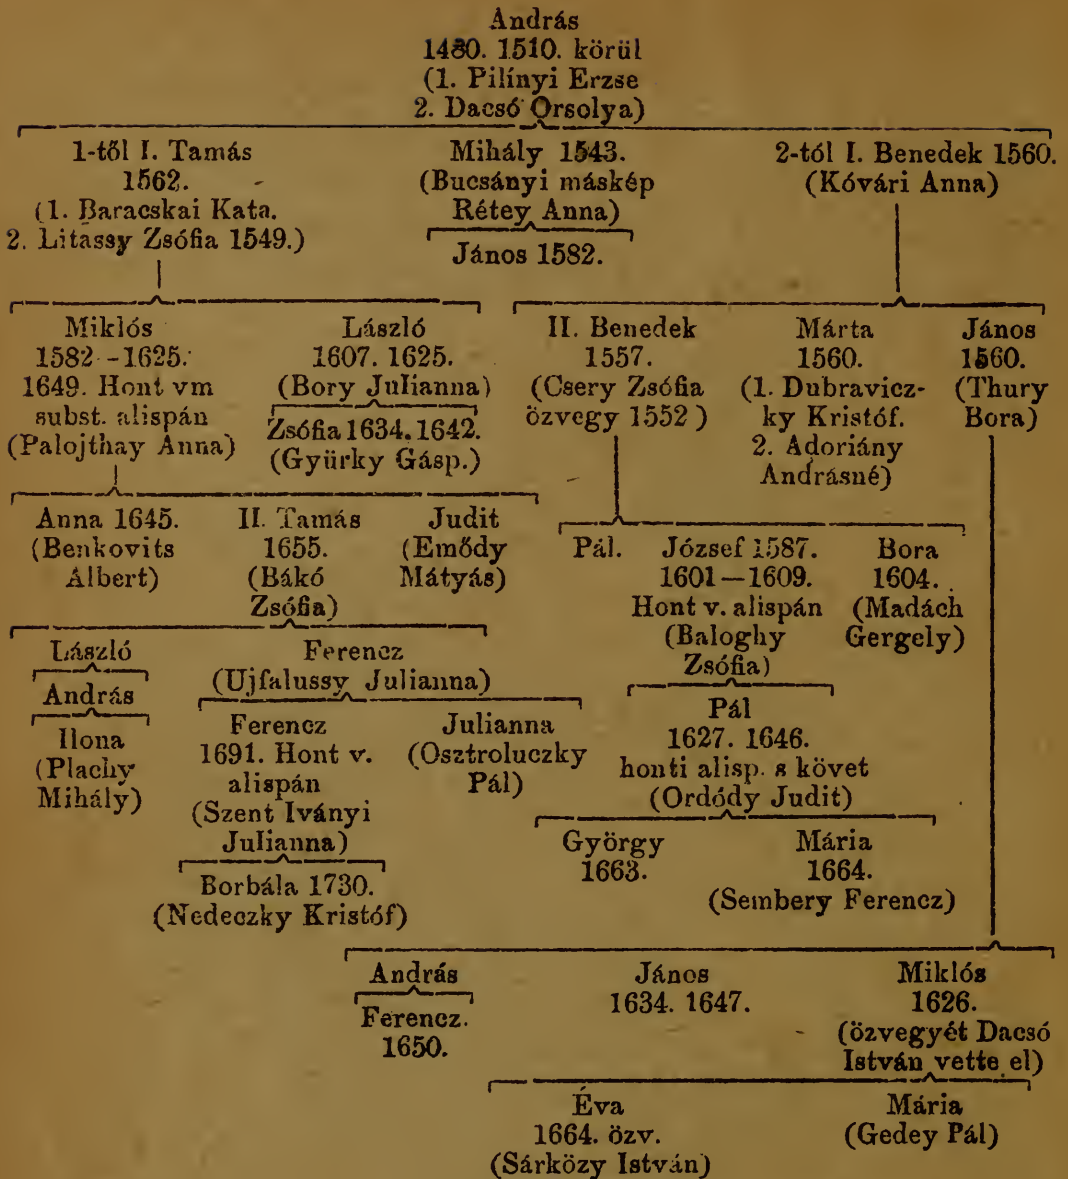 András
1480. 1510. körül
(1. Pilínyi Erzse
2. Dacsó Orsolya)
1-től I. Tamás
1562.
(1. Baracskai Kata.
2. Litassy Zsófia 1549.)
Mihály 1543.
(Bucsányi máskép
Rétey Anna)
János 1582.
2-tól I. Benedek 1560.
(Kóvári Anna)
Miklós
1582--1625.
1649. Hont vm
subst. alispán
(Palojthay Anna)
László
1607. 1625.
(Bory Julianna)
Zsófia 1634. 1642.
(Gyürky Gásp.)
II. Benedek
1557.
(Csery Zsófia
özvegy 1552)
Márta
1560.
(1. Dubravicz-
ky Kristóf.
2. Adoriány
Andrásné)
János
1560.
(Thury
Bora)
Anna 1645.
(Benkovits
Albert)
II. Tamás
1655.
(Bákó
Zsófia)
Judit
(Emődy
Mátyás)
Pál.
József 1587.
1601—1609.
Hont v. alispán
(Baloghy
Zsófia)
Bora
1604.
(Madách
Gergely)
László
András
Ilona
(Plachy
Mihály)
Ferencz
(Ujfalussy Julianna)
Ferencz
1691. Hont v.
alispán
(Szent Iványi
Julianna)
Julianna
(Osztroluczky
Pál)
Borbála 1730.
(Nedeczky Kristóf)
Pál
1627. 1646.
honti alisp. s követ
(Ordódy Judit)
György
1663.
Mária
1664.
(Sembery Ferencz)
András
Ferencz.
1650.
János
1634. 1647.
Miklós
1626.
(özvegyét Dacsó
István vette el)
Éva
1664. özv.
(Sárközy István)
Mária
(Gedey Pál)